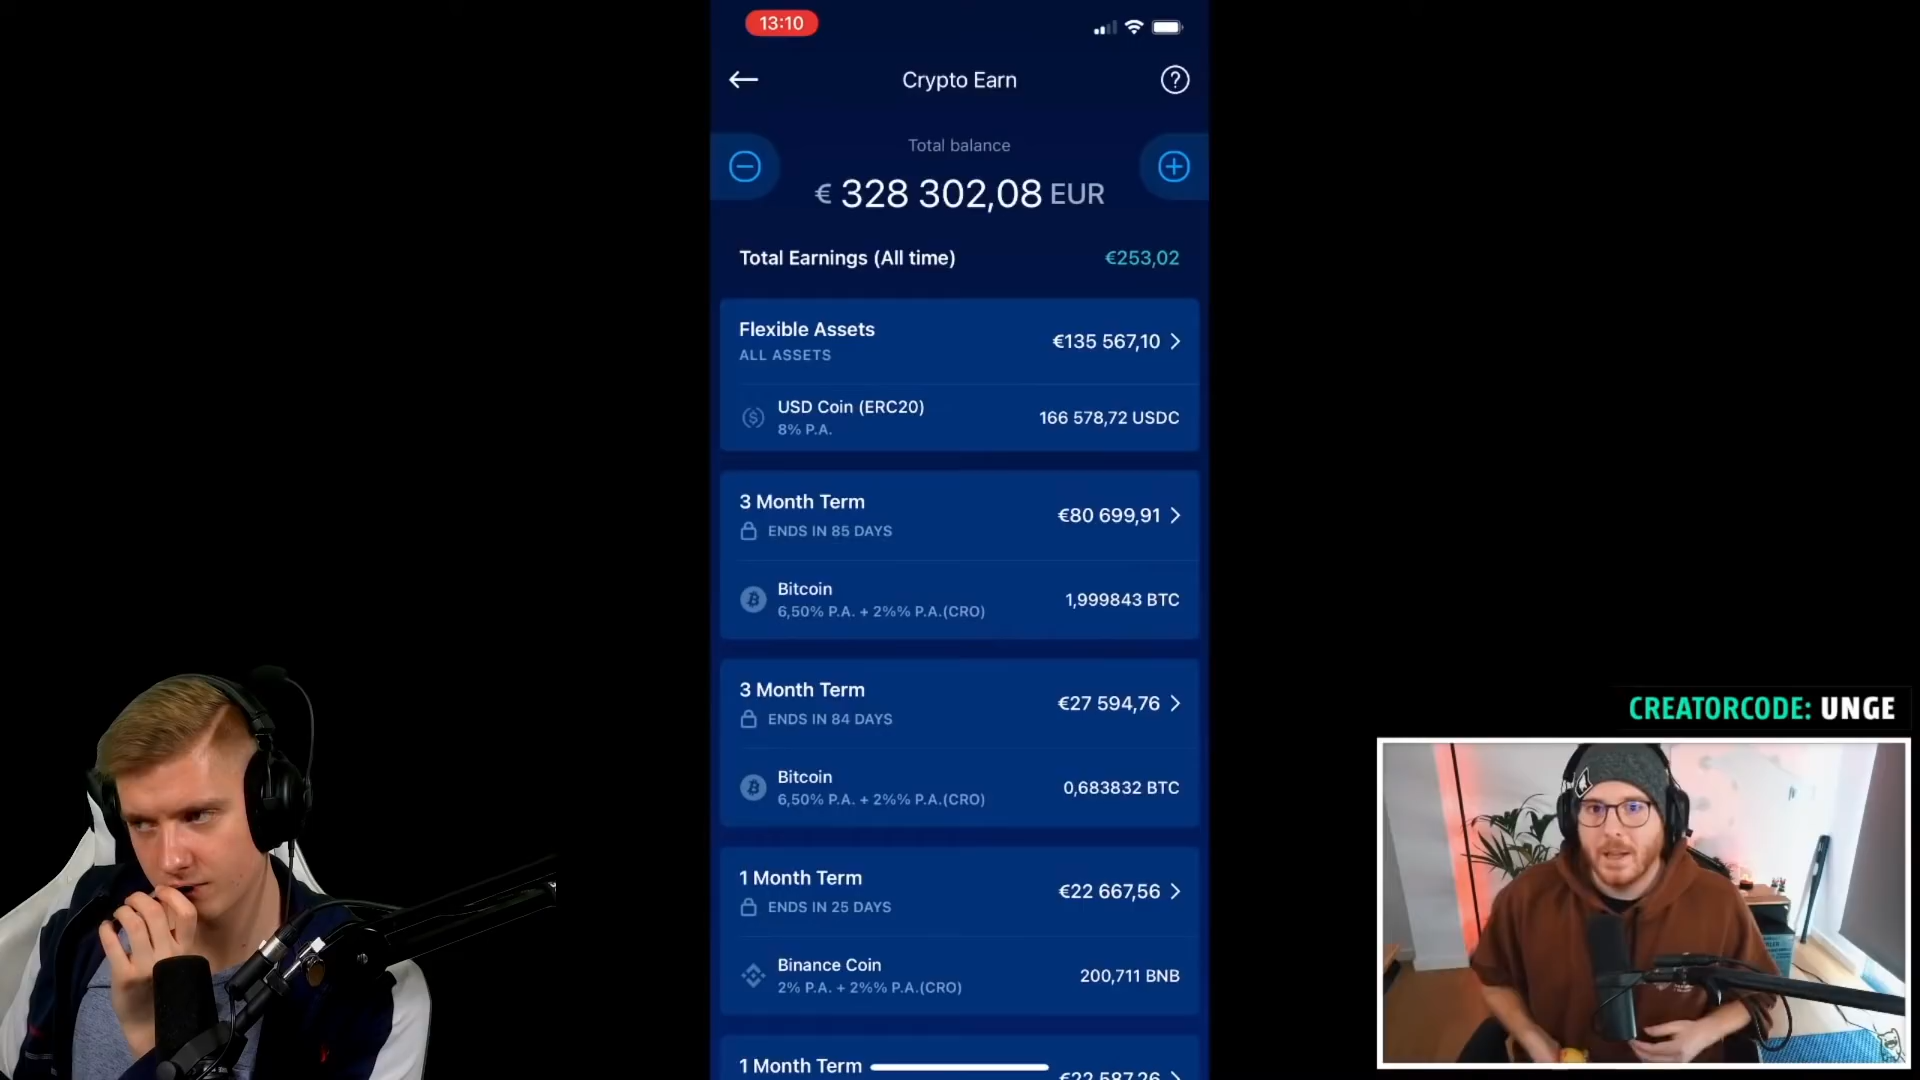 13:10
Crypto Earn
?
Total balance
€ 328 302,08 EUR
Total Earnings (All time) €253,02
Flexible Assets
ALL ASSETS
€135 567,10
USD Coin (ERC20)
8% P.A.
166 578,72 USDC
3 Month Term
ENDS IN 85 DAYS
€80 699,91
Bitcoin
6,50% P.A. + 2%% P.A.(CRO)
1,999843 BTC
3 Month Term
ENDS IN 84 DAYS
€27 594,76
Bitcoin
6,50% P.A. + 2%% P.A.(CRO)
0,683832 BTC
1 Month Term
ENDS IN 25 DAYS
€22 667,56
Binance Coin
2% P.A. + 2%% P.A.(CRO)
200,711 BNB
1 Month Term
€22 587,26
CREATORCODE: UNGE